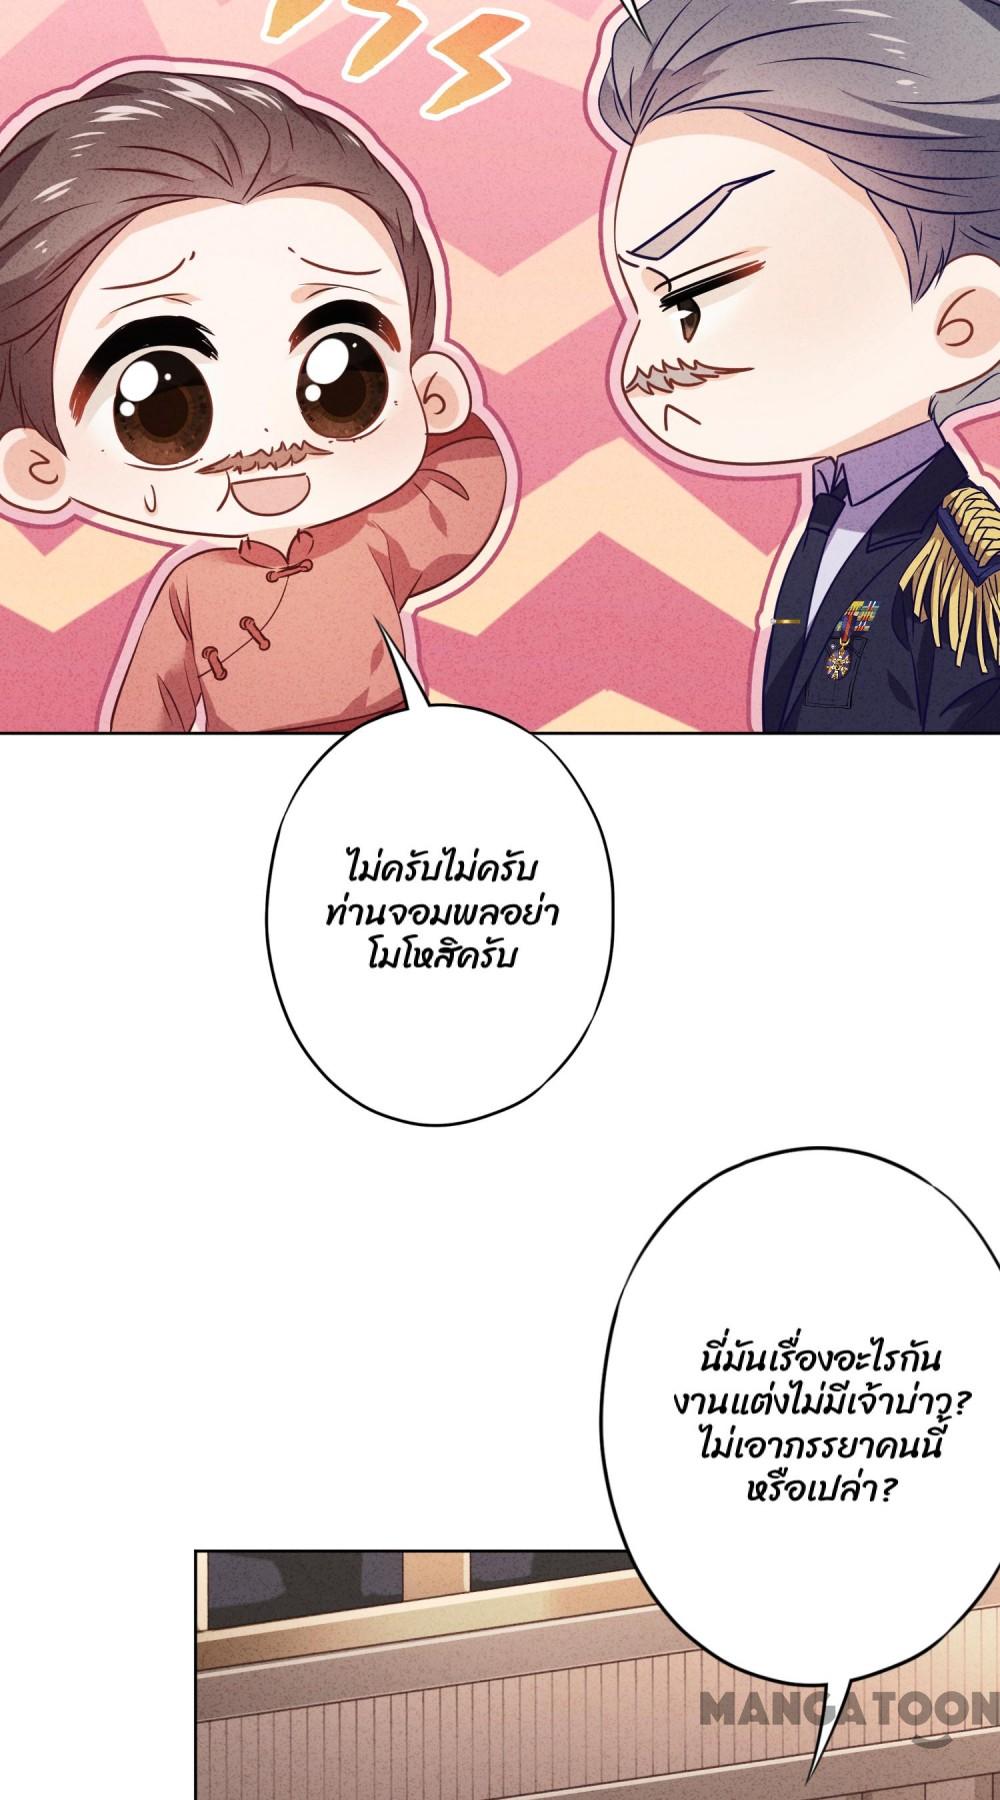 ไม่ครับไม่ครับ
ท่านจอมพลอย่า
โมโหสิครับ
นี่มันเรื่องอะไรกัน
งานแต่งไม่มีเจ้าบ่าว?
ไม่เอาภรรยาคนนี้
หรือเปล่า?
MANGATOON